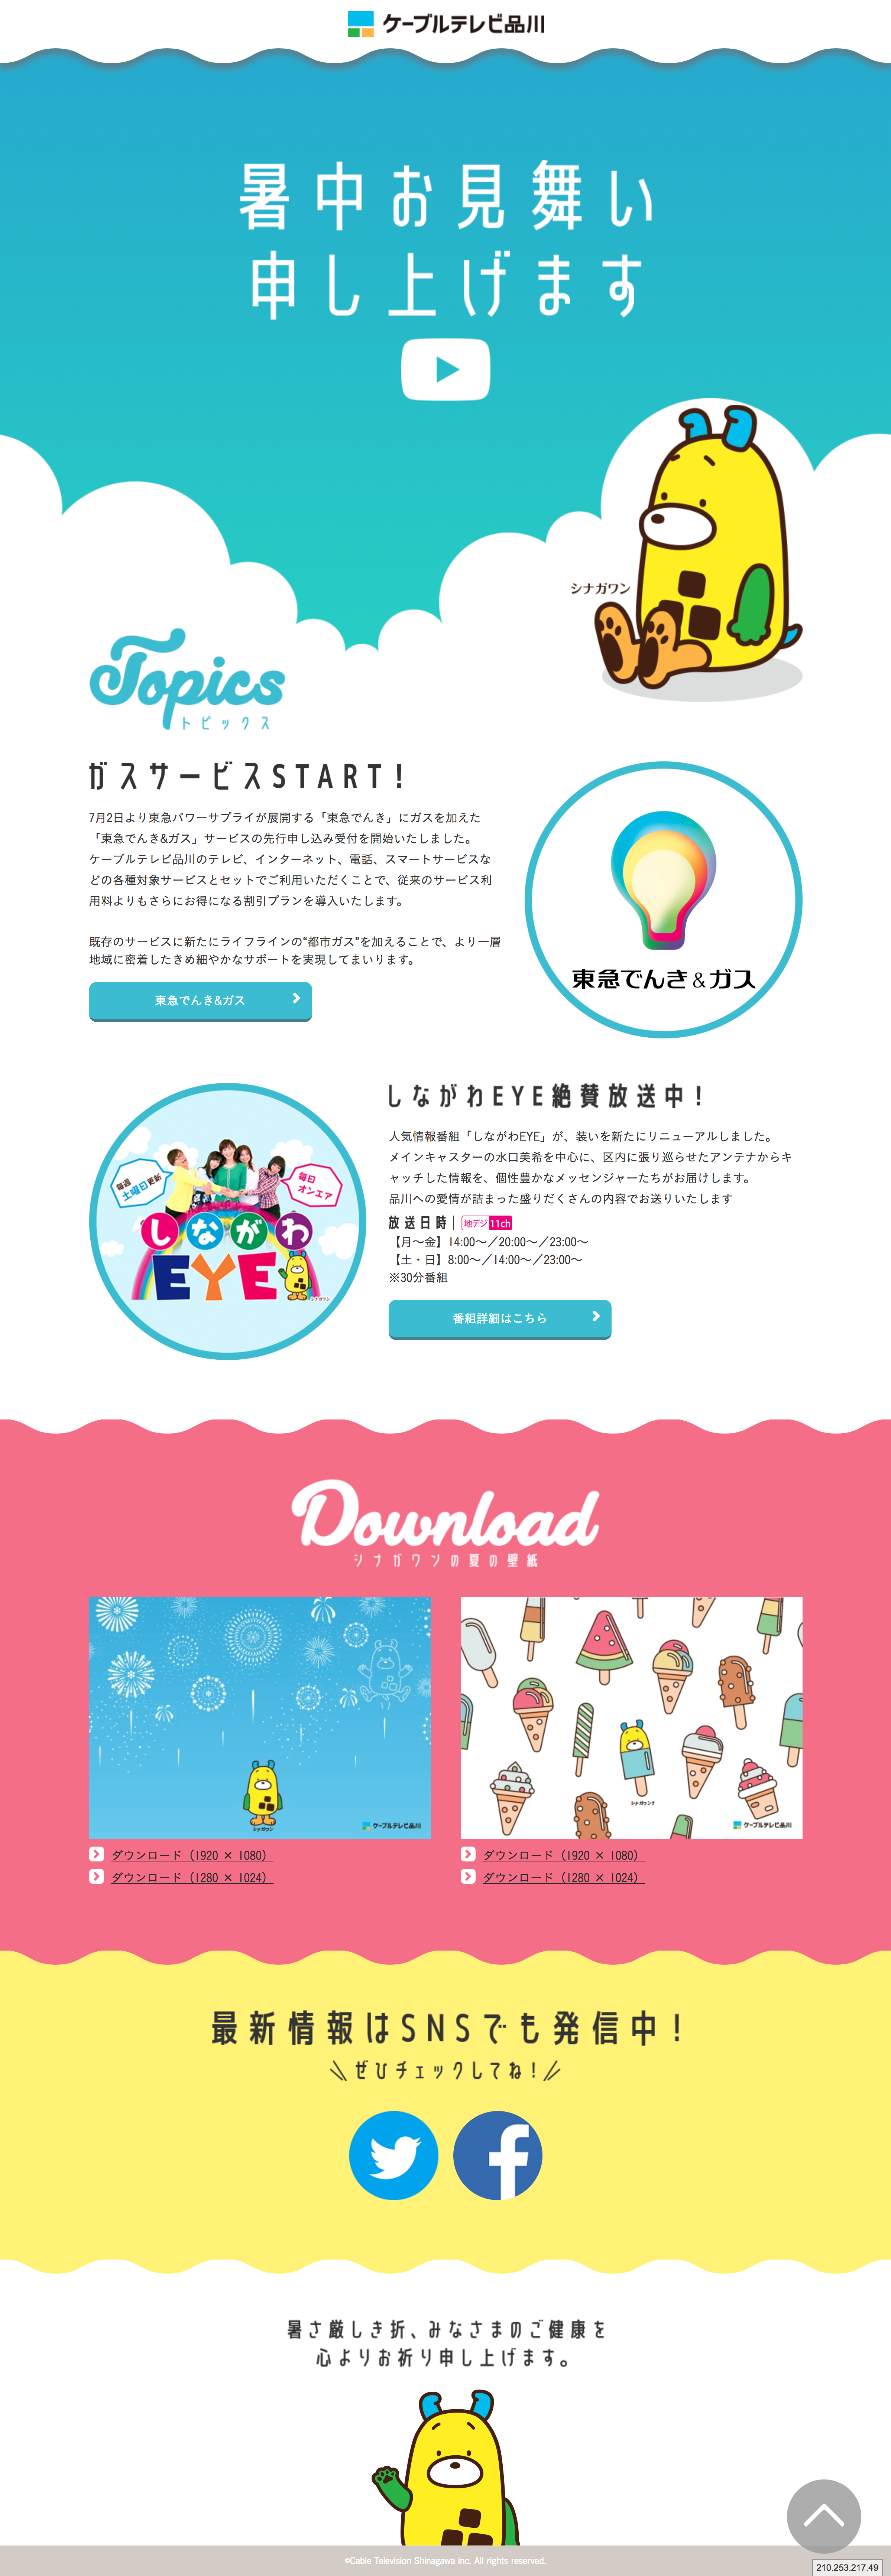 ケーブルテレビ品川
暑中お見舞い
申し上げます
シナガワン
Topics
トピックス
ガスサービスSTART!
7月2日より東急パワーサプライが展開する「東急でんき」にガスを加えた
「東急でんき&ガス」サービスの先行申し込み受付を開始いたしました。
ケーブルテレビ品川のテレビ、インターネット、電話、スマートサービスな
どの各種対象サービスとセットでご利用いただくことで、従来のサービス利
用料よりもさらにお得になる割引プランを導入いたします。
既存のサービスに新たにライフラインの“都市ガス”を加えることで、より一層
地域に密着したきめ細やかなサポートを実現してまいります。
東急でんき&ガス
東急でんき&ガス
毎週
土曜日更新
毎日
オンエア
しながわ
EYE
シナガワン
しながわEYE絶賛放送中!
人気情報番組「しながわEYE」が、装いを新たにリニューアルしました。
メインキャスターの水口美希を中心に、区内に張り巡らせたアンテナからキ
ャッチした情報を、個性豊かなメッセンジャーたちがお届けします。
品川への愛情が詰まった盛りだくさんの内容でお送りいたします
放送日時| 地デジ 11ch
【月〜金】14:00〜／20:00〜／23:00〜
【土・日】8:00〜／14:00〜／23:00〜
※30分番組
番組詳細はこちら
Download
シナガワンの夏の壁紙
シナガワン
ケーブルテレビ品川
シナガワン?
ケーブルテレビ品川
ダウンロード（1920 × 1080）
ダウンロード（1280 × 1024）
ダウンロード（1920 × 1080）
ダウンロード（1280 × 1024）
最新情報はSNSでも発信中!
＼ぜひチェックしてね!／
暑さ厳しき折、みなさまのご健康を
心よりお祈り申し上げます。
©Cable Television Shinagawa inc. All rights reserved.
210.253.217.49